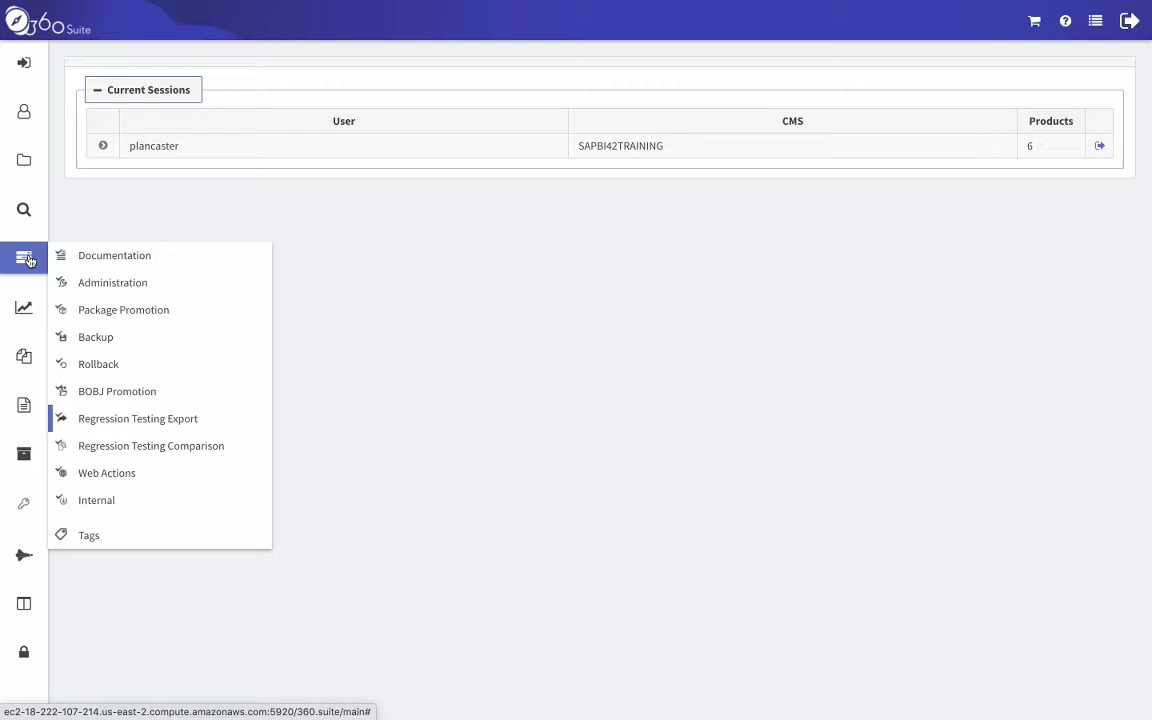 360Suite
Current Sessions
User CMS Products
plancaster SAPBI42TRAINING 6
Documentation
Administration
Package Promotion
Backup
Rollback
BOBJ Promotion
Regression Testing Export
Regression Testing Comparison
Web Actions
Internal
Tags
ec2-18-222-107-214.us-east-2.compute.amazonaws.com:5920/360.suite/main#